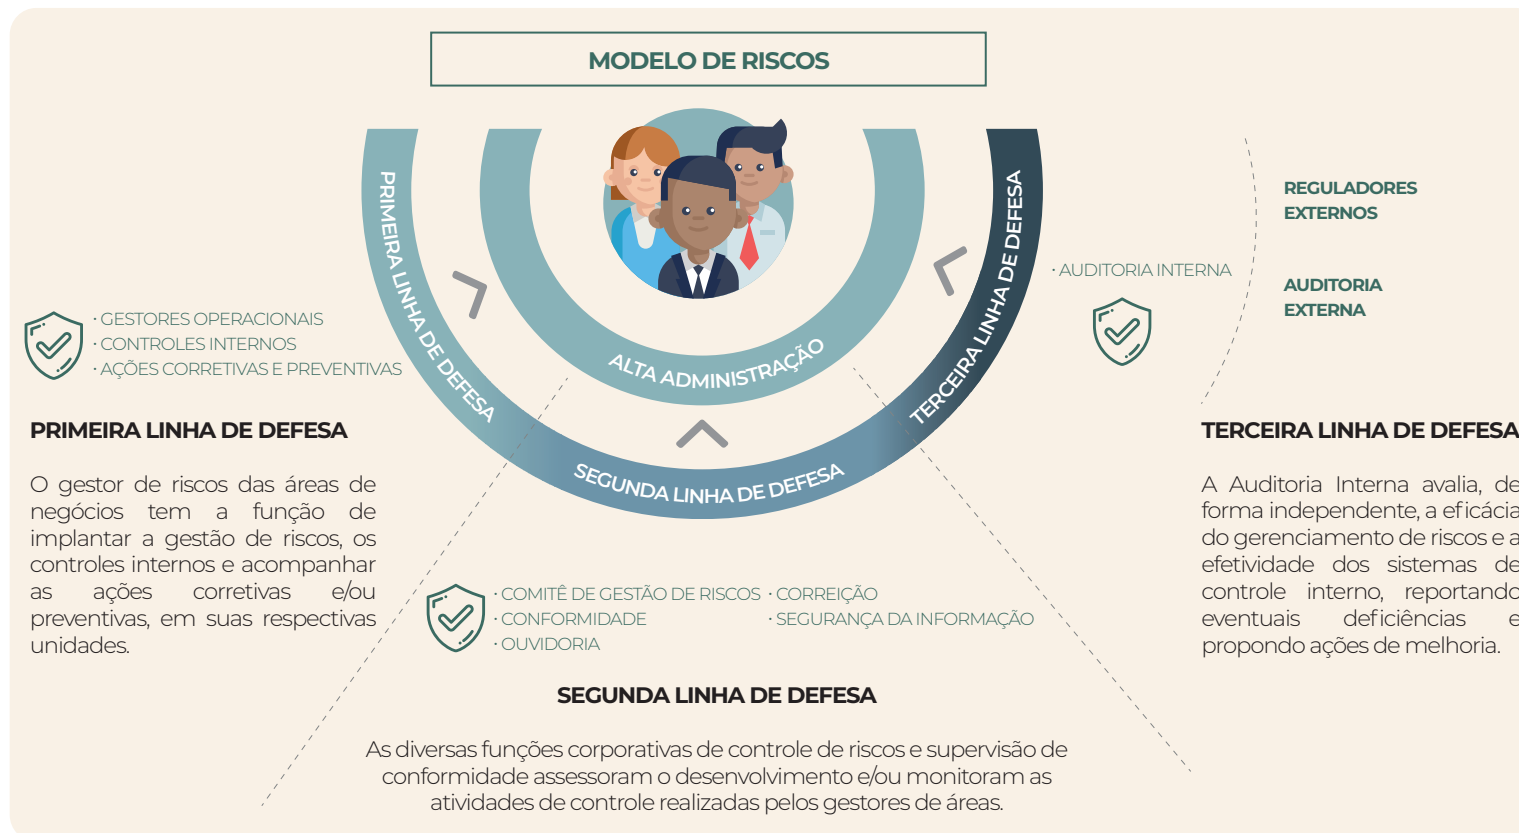 MODELO DE RISCOS
PRIMEIRA LINHA DE DEFESA
ALTA ADMINISTRAÇÃO
SEGUNDA LINHA DE DEFESA
TERCEIRA LINHA DE DEFESA
· GESTORES OPERACIONAIS
· CONTROLES INTERNOS
· AÇÕES CORRETIVAS E PREVENTIVAS
PRIMEIRA LINHA DE DEFESA
O gestor de riscos das áreas de
negócios tem a função de
implantar a gestão de riscos, os
controles internos e acompanhar
as ações corretivas e/ou
preventivas, em suas respectivas
unidades.
· COMITÊ DE GESTÃO DE RISCOS
· CONFORMIDADE
· OUVIDORIA
· CORREIÇÃO
· SEGURANÇA DA INFORMAÇÃO
SEGUNDA LINHA DE DEFESA
As diversas funções corporativas de controle de riscos e supervisão de
conformidade assessoram o desenvolvimento e/ou monitoram as
atividades de controle realizadas pelos gestores de áreas.
· AUDITORIA INTERNA
REGULADORES
EXTERNOS
AUDITORIA
EXTERNA
TERCEIRA LINHA DE DEFESA
A Auditoria Interna avalia, de
forma independente, a eficácia
do gerenciamento de riscos e a
efetividade dos sistemas de
controle interno, reportando
eventuais deficiências e
propondo ações de melhoria.